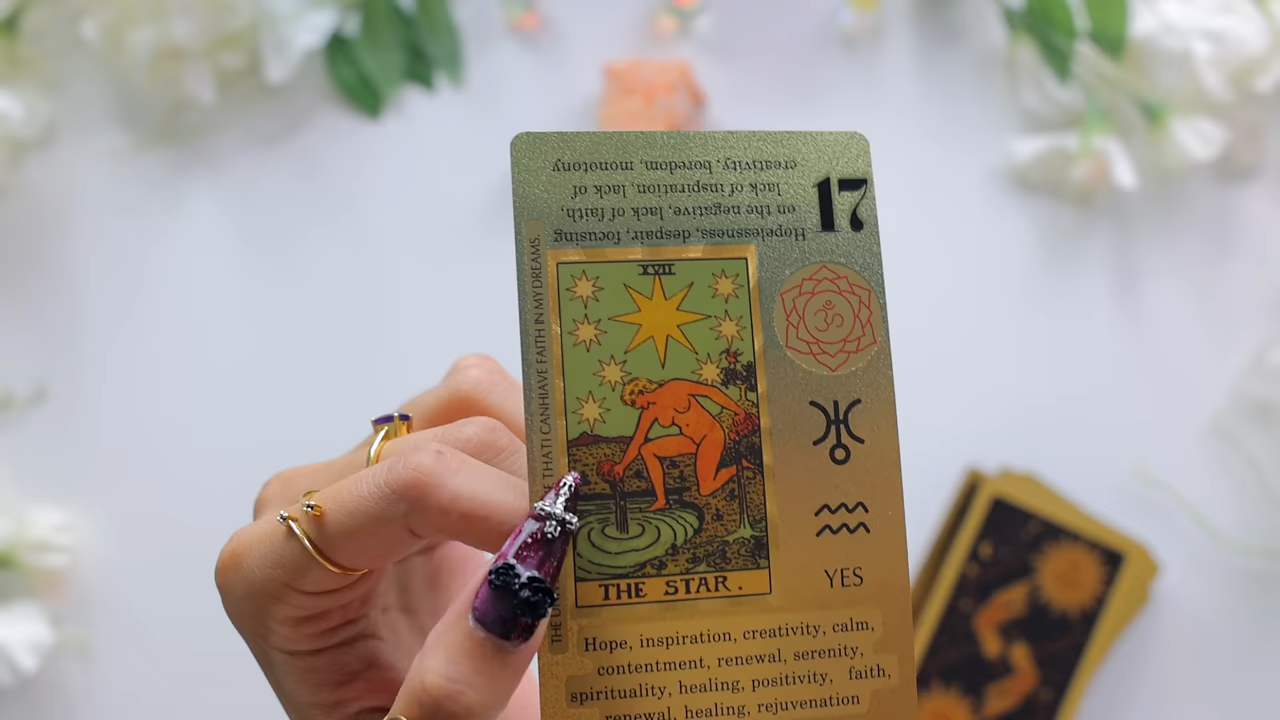 Hopelessness, despair, focusing
on the negative, lack of faith,
lack of inspiration, lack of
creativity, boredom, monotony
17
XVII
THAT I CAN HAVE FAITH IN MY DREAMS.
THE STAR.
YES
Hope, inspiration, creativity, calm,
contentment, renewal, serenity,
spirituality, healing, positivity, faith,
renewal, healing, rejuvenation